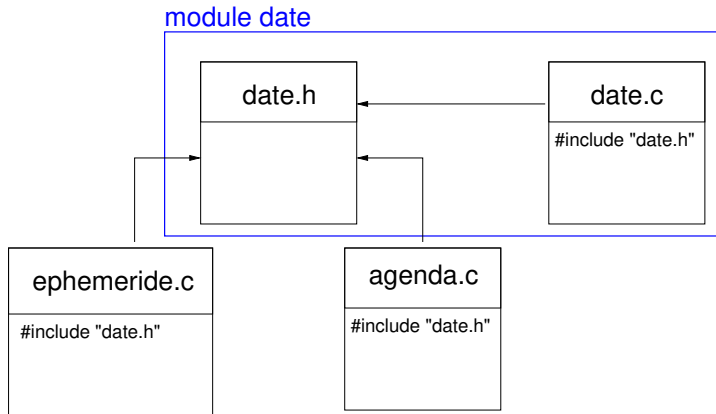 module date
date.h
date.c
#include "date.h"
ephemeride.c
#include "date.h"
agenda.c
#include "date.h"